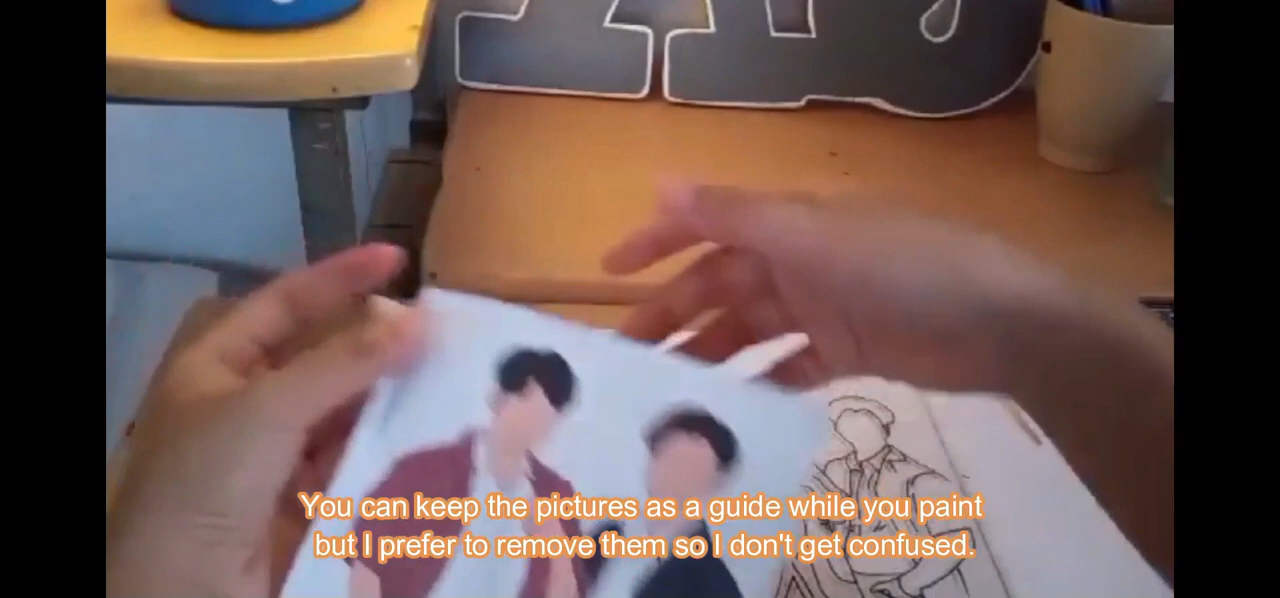 You can keep the pictures as a guide while you paint
but I prefer to remove them so I don't get confused.